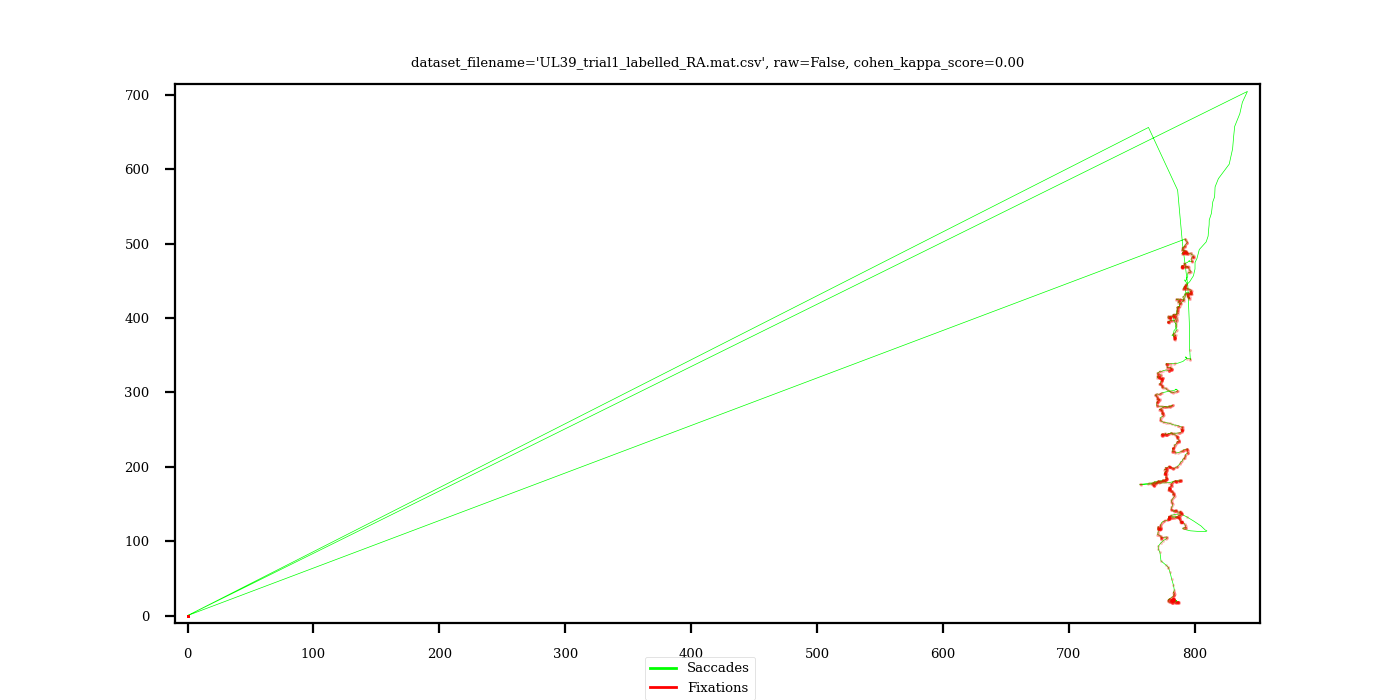 dataset_filename='UL39_trial1_labelled_RA.mat.csv', raw=False, cohen_kappa_score=0.00
700
600
500
400
300
200
100
0
0 100 200 300 400 500 600 700 800
Saccades
Fixations